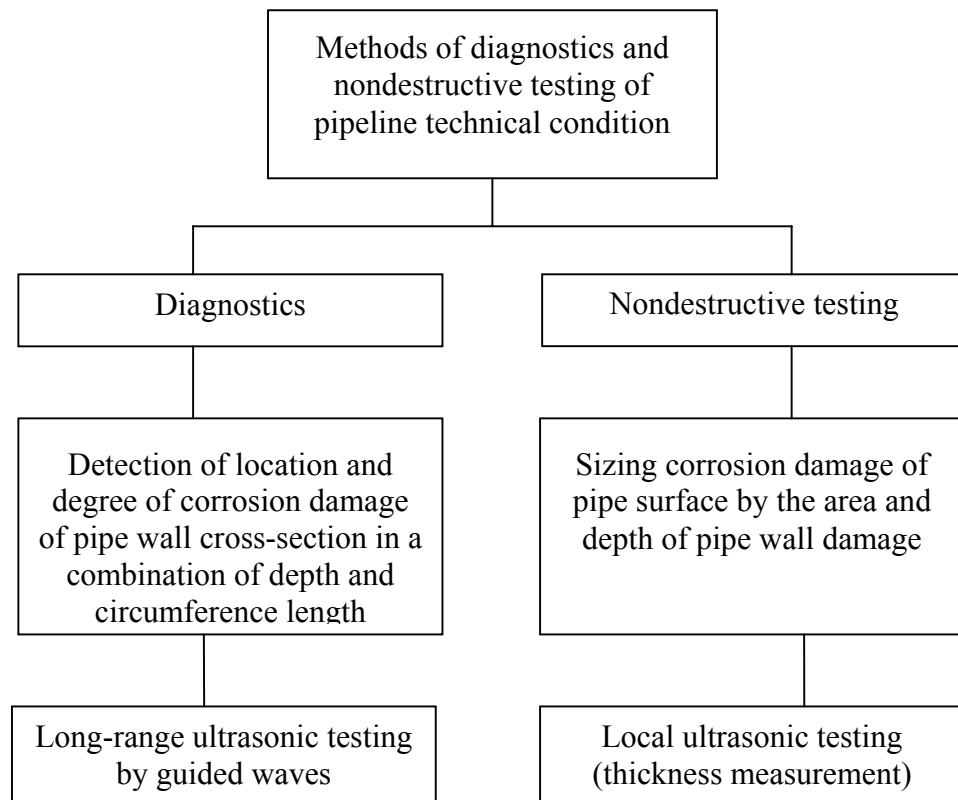 Methods of diagnostics and
nondestructive testing of
pipeline technical condition
Diagnostics
Nondestructive testing
Detection of location and
degree of corrosion damage
of pipe wall cross-section in a
combination of depth and
circumference length
Sizing corrosion damage of
pipe surface by the area and
depth of pipe wall damage
Long-range ultrasonic testing
by guided waves
Local ultrasonic testing
(thickness measurement)